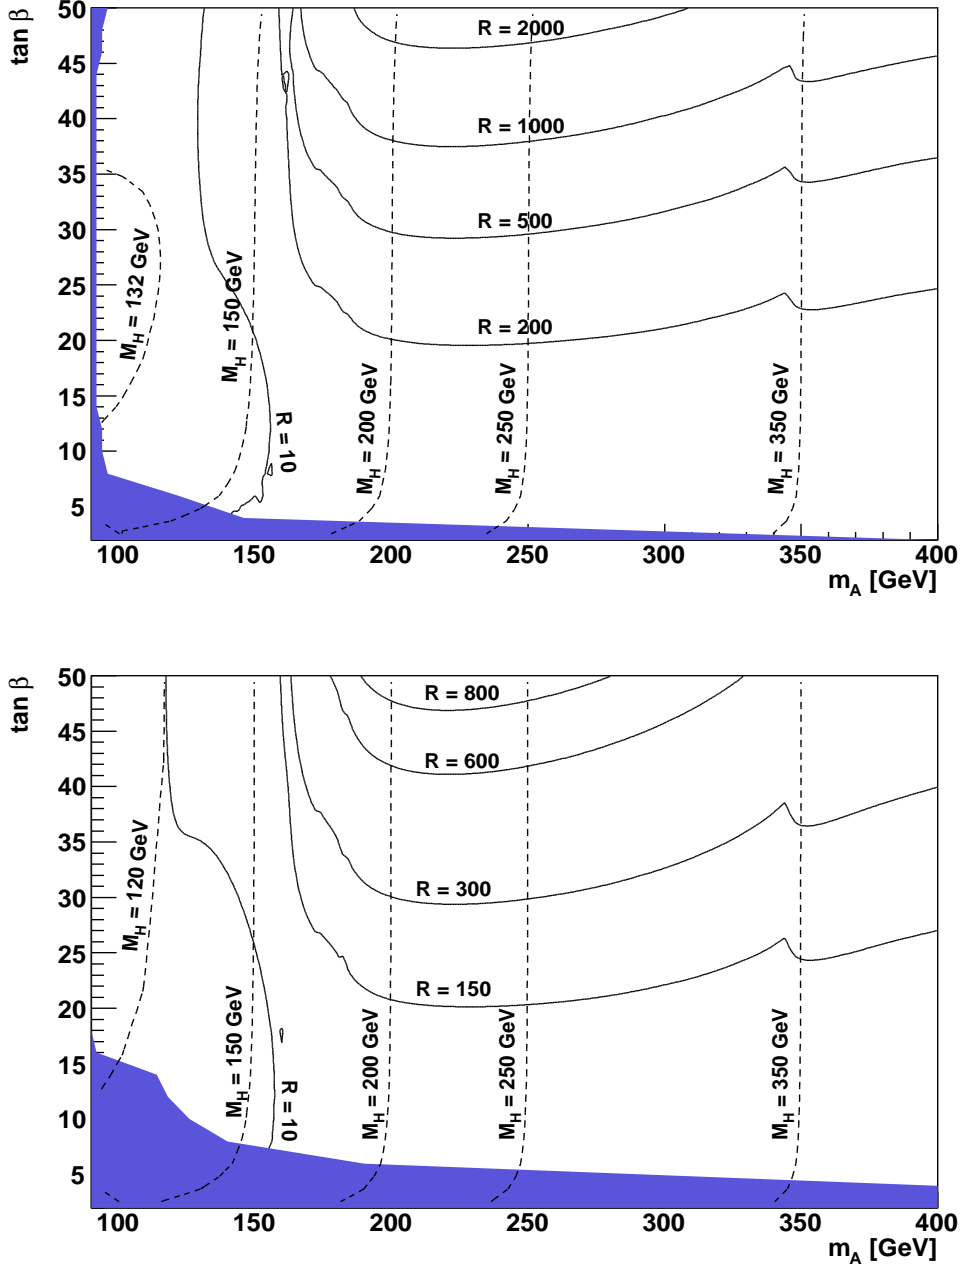 tan β
50
45
40
35
30
25
20
15
10
5
R = 2000
R = 1000
R = 500
R = 200
R = 10
M_H = 132 GeV
M_H = 150 GeV
M_H = 200 GeV
M_H = 250 GeV
M_H = 350 GeV
100 150 200 250 300 350 400
m_A [GeV]
tan β
50
45
40
35
30
25
20
15
10
5
R = 800
R = 600
R = 300
R = 150
R = 10
M_H = 120 GeV
M_H = 150 GeV
M_H = 200 GeV
M_H = 250 GeV
M_H = 350 GeV
100 150 200 250 300 350 400
m_A [GeV]